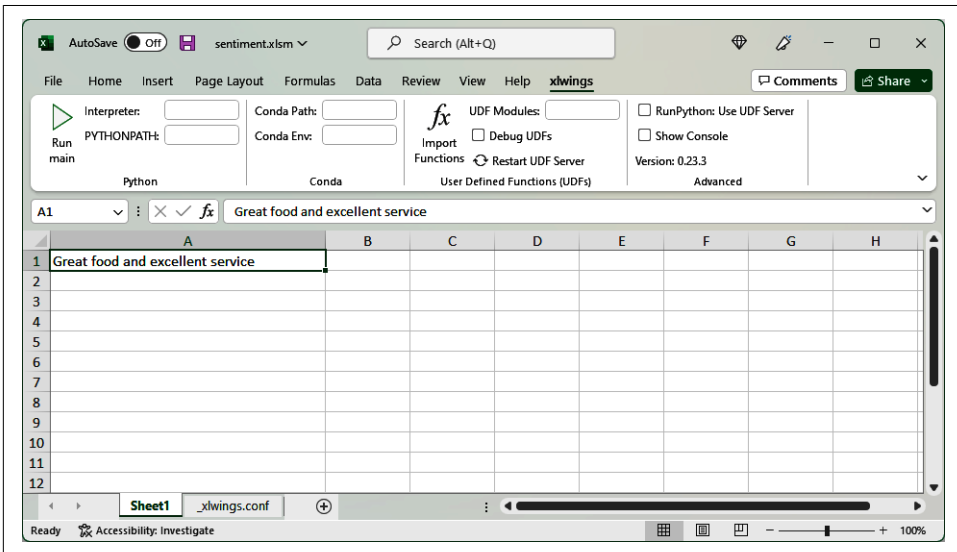 AutoSave Off sentiment.xlsm Search (Alt+Q)
File Home Insert Page Layout Formulas Data Review View Help xlwings Comments Share
Run main
Interpreter:
PYTHONPATH:
Python
Conda Path:
Conda Env:
Conda
fx
Import Functions
UDF Modules:
Debug UDFs
Restart UDF Server
User Defined Functions (UDFs)
RunPython: Use UDF Server
Show Console
Version: 0.23.3
Advanced
A1 fx Great food and excellent service
A B C D E F G H
1 Great food and excellent service
2
3
4
5
6
7
8
9
10
11
12
Sheet1 _xlwings.conf
Ready Accessibility: Investigate 100%